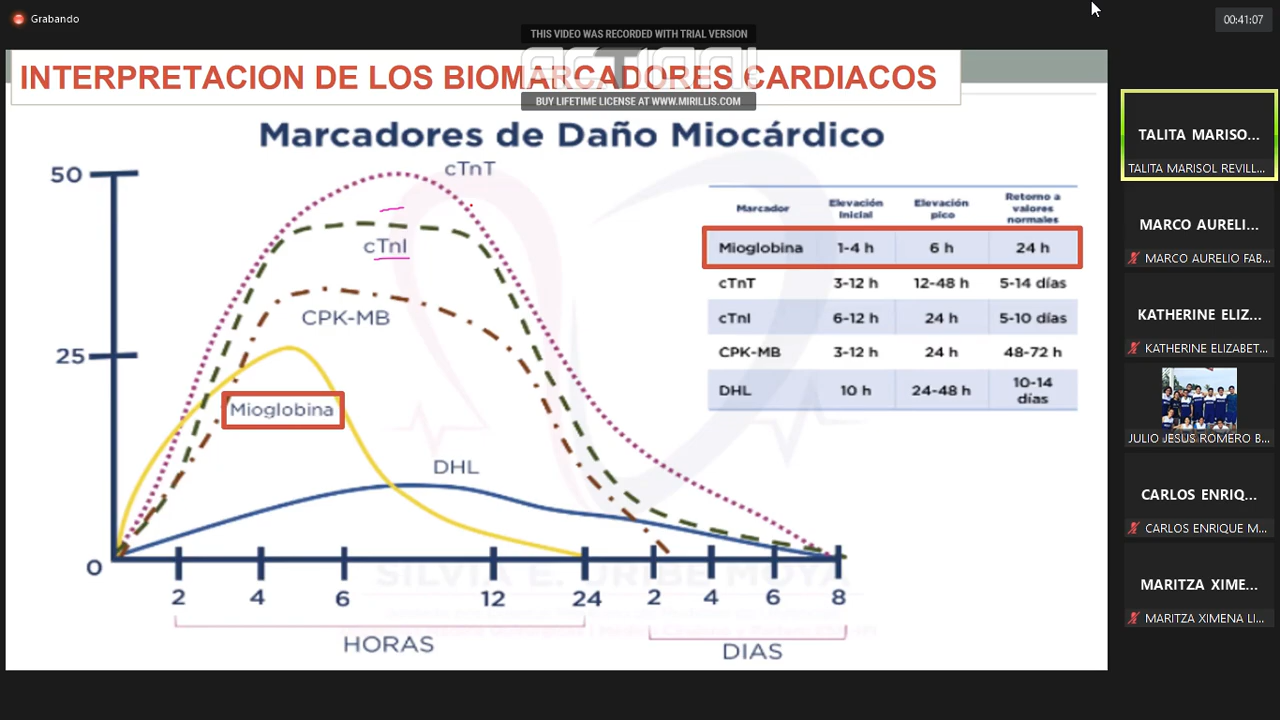 Grabando
00:41:07
THIS VIDEO WAS RECORDED WITH TRIAL VERSION
BUY LIFETIME LICENSE AT WWW.MIRILLIS.COM
INTERPRETACION DE LOS BIOMARCADORES CARDIACOS
Marcadores de Daño Miocárdico
50
25
0
cTnT
cTnI
CPK-MB
Mioglobina
DHL
2 4 6 12 24 2 4 6 8
HORAS
DIAS
Marcador Elevación Inicial Elevación pico Retorno a valores normales
Mioglobina 1-4 h 6 h 24 h
cTnT 3-12 h 12-48 h 5-14 días
cTnI 6-12 h 24 h 5-10 días
CPK-MB 3-12 h 24 h 48-72 h
DHL 10 h 24-48 h 10-14 días
SILVIA E. URIBE MOYA
TALITA MARISO...
TALITA MARISOL REVILL...
MARCO AURELI...
MARCO AURELIO FAB...
KATHERINE ELIZ...
KATHERINE ELIZABET...
JULIO JESUS ROMERO B...
CARLOS ENRIQ...
CARLOS ENRIQUE M...
MARITZA XIME...
MARITZA XIMENA LI...